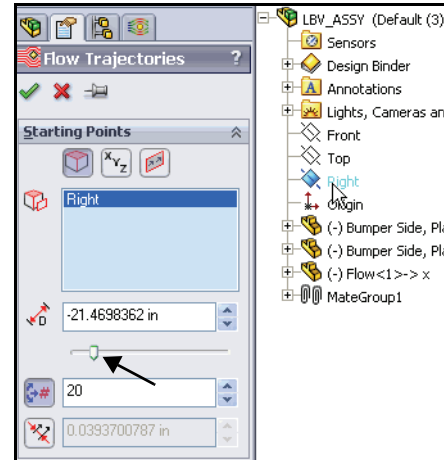 Flow Trajectories ?
Starting Points
X Y Z
Right
D
-21.4698362 in
#
20
0.0393700787 in
LBV_ASSY (Default (3)
Sensors
Design Binder
A Annotations
Lights, Cameras an
Front
Top
Right
Origin
(-) Bumper Side, Pla
(-) Bumper Side, Pla
(-) Flow<1>-> x
MateGroup1